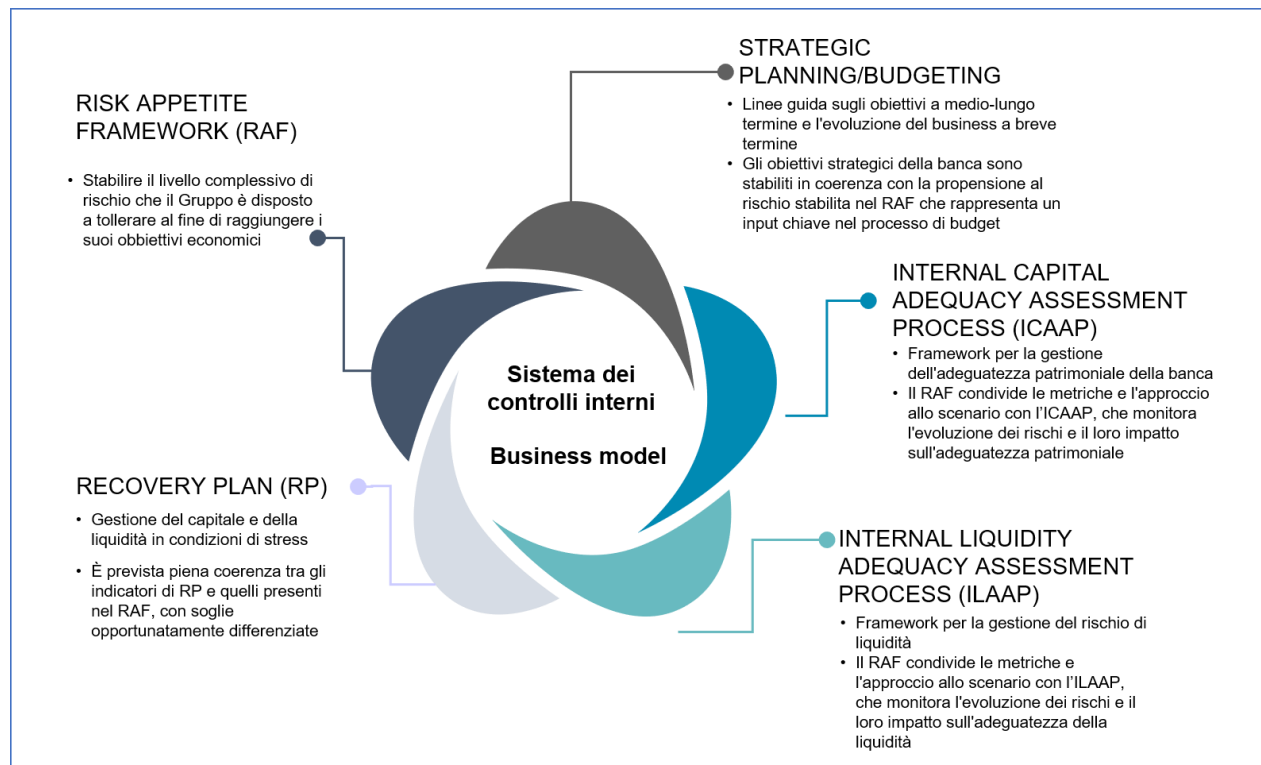 RISK APPETITE
FRAMEWORK (RAF)
• Stabilire il livello complessivo di
rischio che il Gruppo è disposto
a tollerare al fine di raggiungere i
suoi obbiettivi economici
STRATEGIC
PLANNING/BUDGETING
• Linee guida sugli obiettivi a medio-lungo
termine e l'evoluzione del business a breve
termine
• Gli obiettivi strategici della banca sono
stabiliti in coerenza con la propensione al
rischio stabilita nel RAF che rappresenta un
input chiave nel processo di budget
INTERNAL CAPITAL
ADEQUACY ASSESSMENT
PROCESS (ICAAP)
• Framework per la gestione
dell'adeguatezza patrimoniale della banca
• Il RAF condivide le metriche e l'approccio
allo scenario con l’ICAAP, che monitora
l'evoluzione dei rischi e il loro impatto
sull'adeguatezza patrimoniale
Sistema dei
controlli interni
Business model
RECOVERY PLAN (RP)
• Gestione del capitale e della
liquidità in condizioni di stress
• È prevista piena coerenza tra gli
indicatori di RP e quelli presenti
nel RAF, con soglie
opportunatamente differenziate
INTERNAL LIQUIDITY
ADEQUACY ASSESSMENT
PROCESS (ILAAP)
• Framework per la gestione del rischio di
liquidità
• Il RAF condivide le metriche e
l'approccio allo scenario con l’ILAAP,
che monitora l'evoluzione dei rischi e il
loro impatto sull'adeguatezza della
liquidità